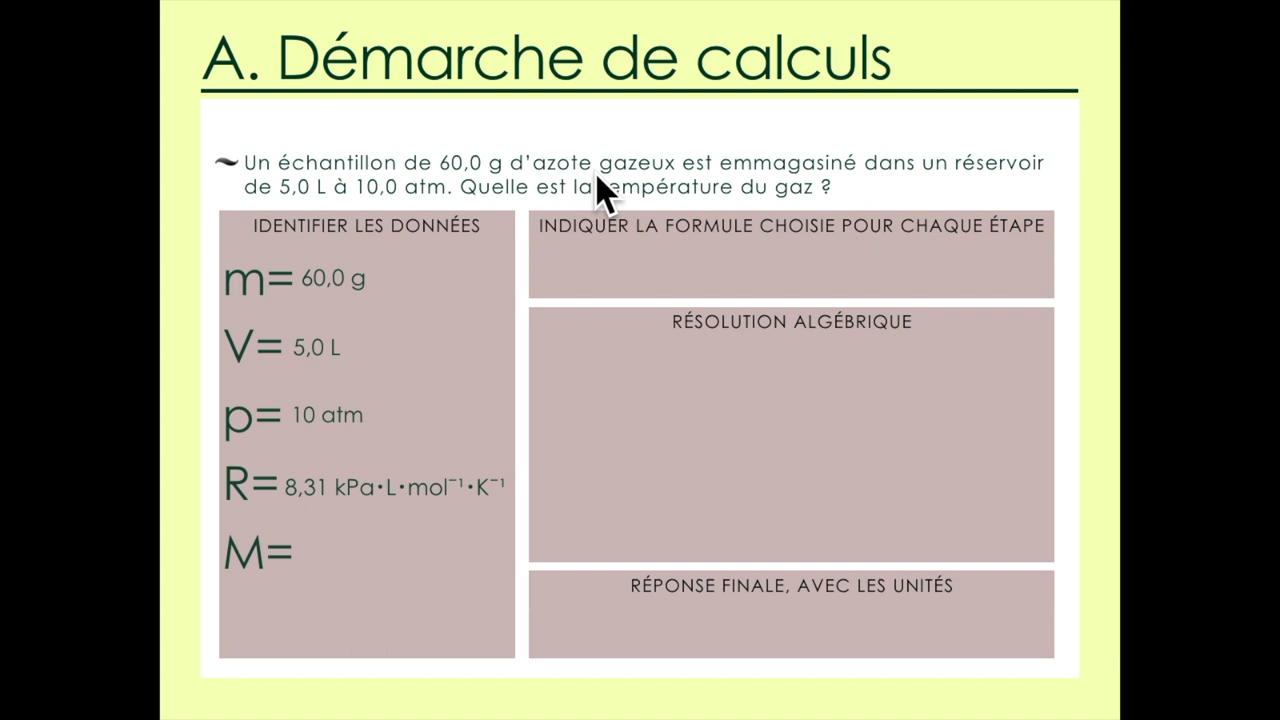 A. Démarche de calculs
~ Un échantillon de 60,0 g d’azote gazeux est emmagasiné dans un réservoir
de 5,0 L à 10,0 atm. Quelle est la température du gaz ?
IDENTIFIER LES DONNÉES
m= 60,0 g
V= 5,0 L
p= 10 atm
R= 8,31 kPa·L·mol⁻¹·K⁻¹
M=
INDIQUER LA FORMULE CHOISIE POUR CHAQUE ÉTAPE
RÉSOLUTION ALGÉBRIQUE
RÉPONSE FINALE, AVEC LES UNITÉS